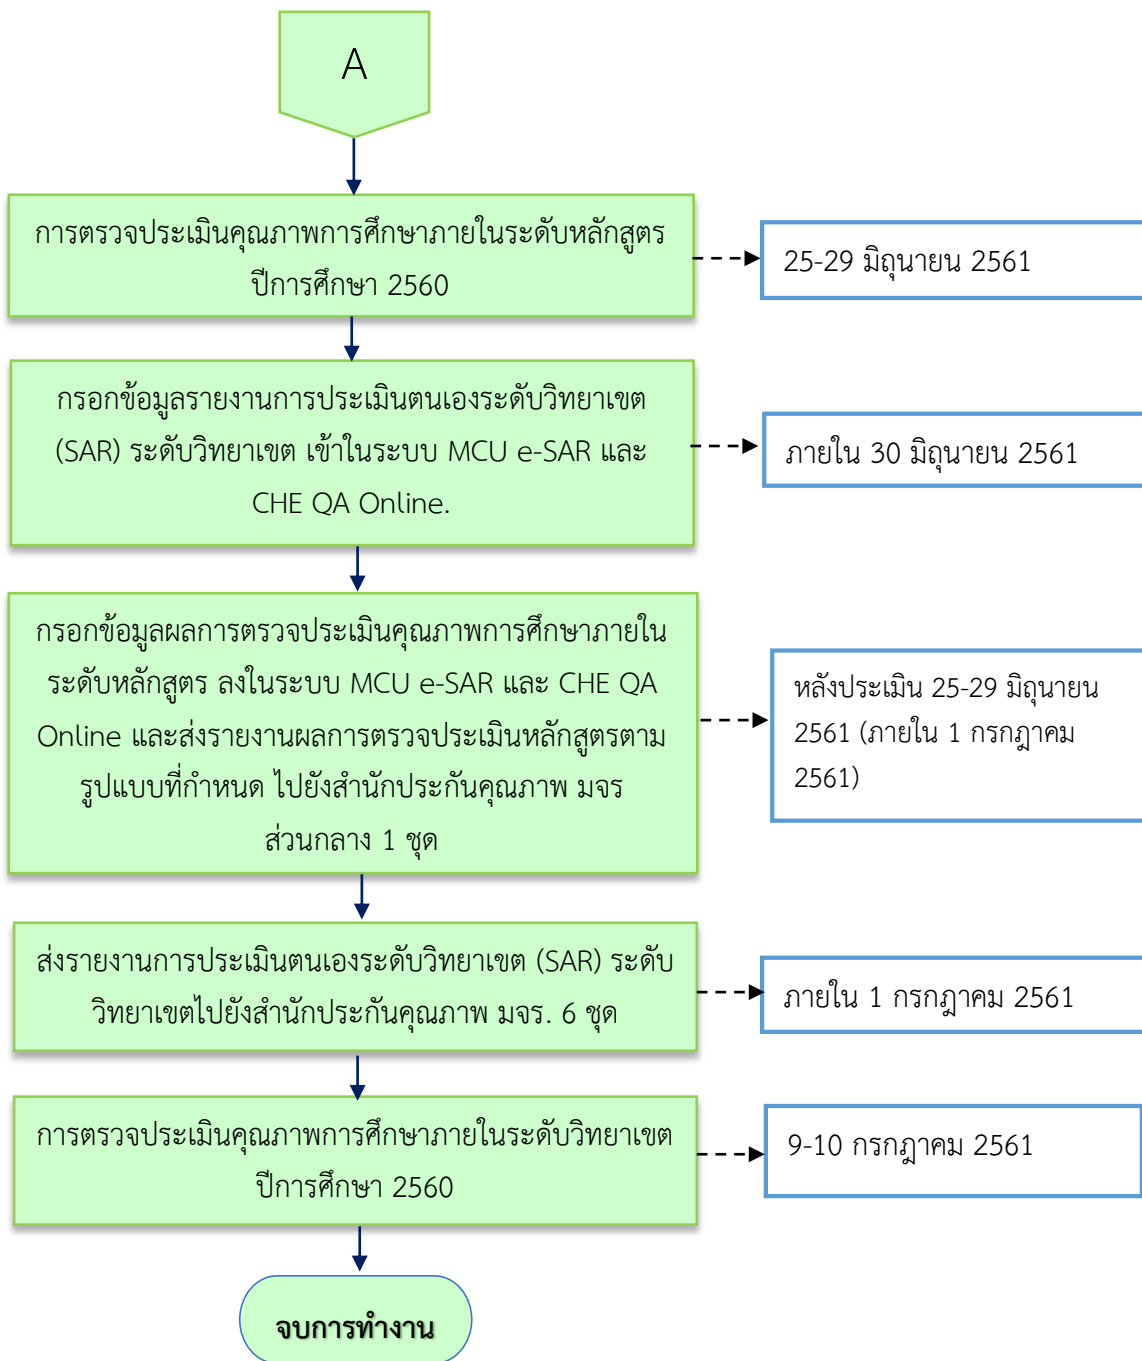 A
การตรวจประเมินคุณภาพการศึกษาภายในระดับหลักสูตร
ปีการศึกษา 2560
25-29 มิถุนายน 2561
กรอกข้อมูลรายงานการประเมินตนเองระดับวิทยาเขต
(SAR) ระดับวิทยาเขต เข้าในระบบ MCU e-SAR และ
CHE QA Online.
ภายใน 30 มิถุนายน 2561
กรอกข้อมูลผลการตรวจประเมินคุณภาพการศึกษาภายใน
ระดับหลักสูตร ลงในระบบ MCU e-SAR และ CHE QA
Online และส่งรายงานผลการตรวจประเมินหลักสูตรตาม
รูปแบบที่กำหนด ไปยังสำนักประกันคุณภาพ มจร
ส่วนกลาง 1 ชุด
หลังประเมิน 25-29 มิถุนายน
2561 (ภายใน 1 กรกฎาคม
2561)
ส่งรายงานการประเมินตนเองระดับวิทยาเขต (SAR) ระดับ
วิทยาเขตไปยังสำนักประกันคุณภาพ มจร. 6 ชุด
ภายใน 1 กรกฎาคม 2561
การตรวจประเมินคุณภาพการศึกษาภายในระดับวิทยาเขต
ปีการศึกษา 2560
9-10 กรกฎาคม 2561
จบการทำงาน